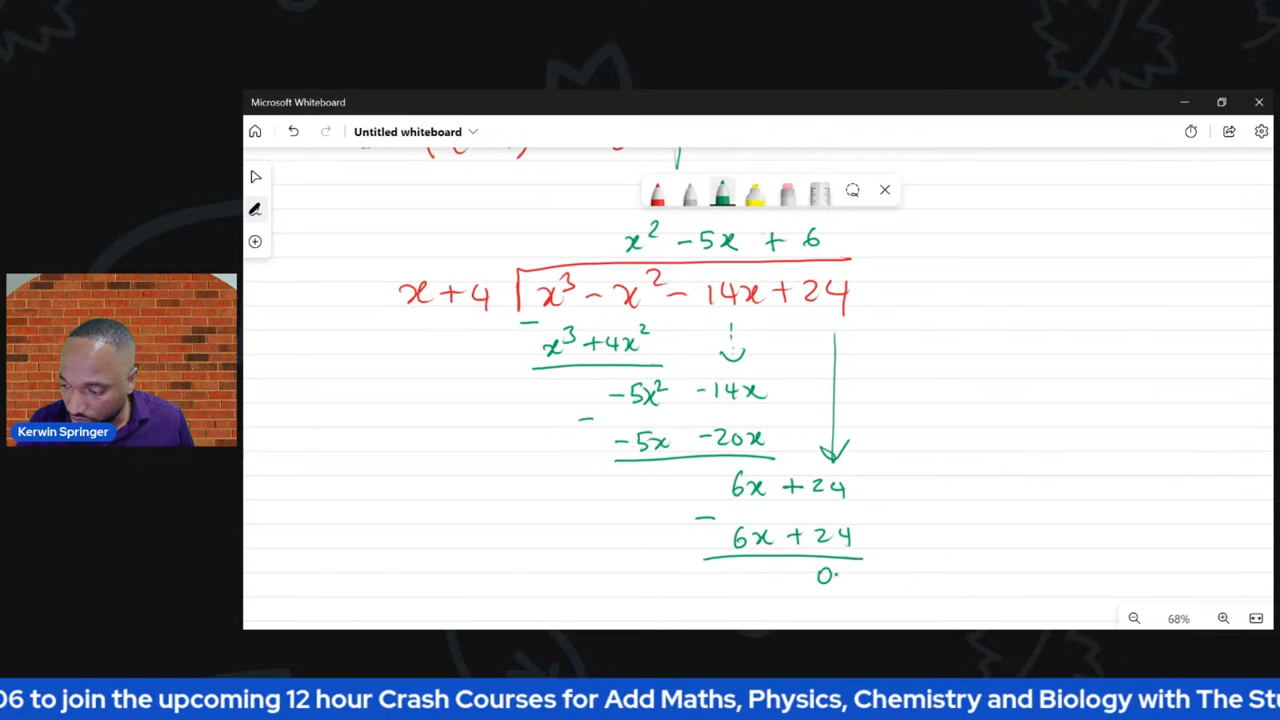 Microsoft Whiteboard
Untitled whiteboard
x² - 5x + 6
x + 4 x³ - x² - 14x + 24
-
x³ + 4x²
-5x² - 14x
-
-5x - 20x
6x + 24
-
6x + 24
0.
Kerwin Springer
68%
06 to join the upcoming 12 hour Crash Courses for Add Maths, Physics, Chemistry and Biology with The Stu